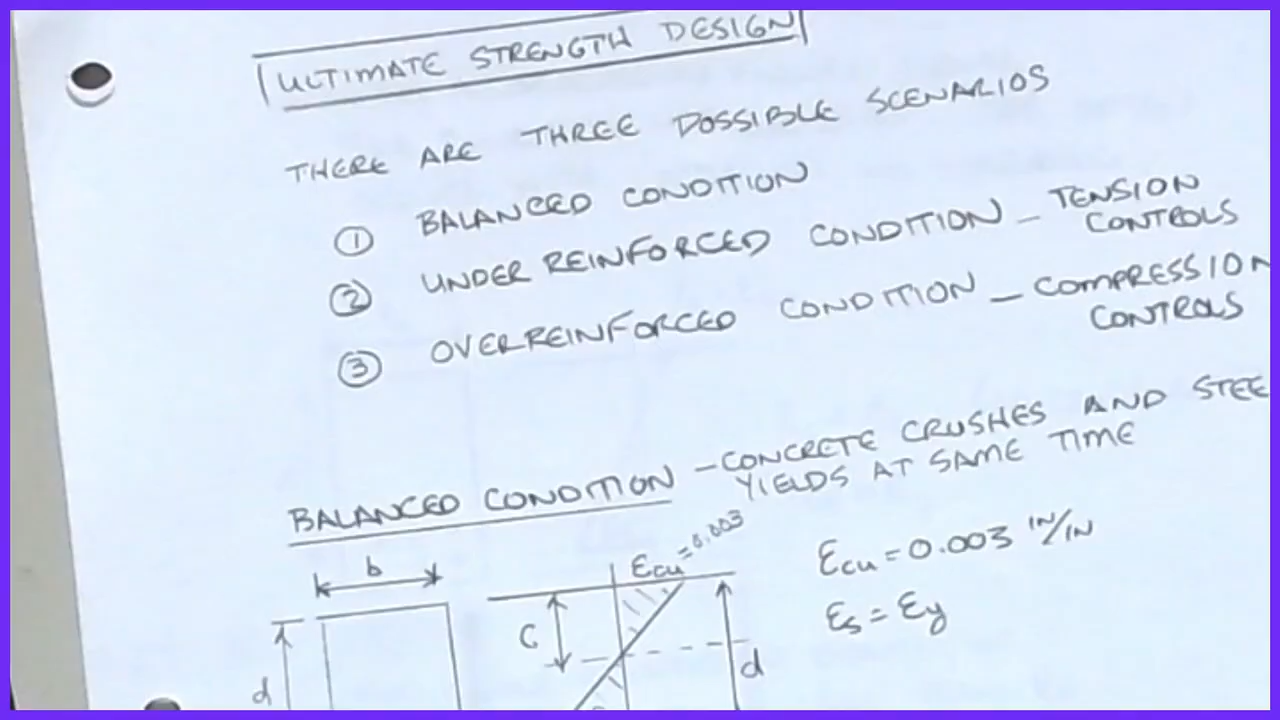 ULTIMATE STRENGTH DESIGN
THERE ARE THREE POSSIBLE SCENARIOS
① BALANCED CONDITION
② UNDER REINFORCED CONDITION - TENSION CONTROLS
③ OVERREINFORCED CONDITION - COMPRESSION CONTROLS
BALANCED CONDITION - CONCRETE CRUSHES AND STEE
YIELDS AT SAME TIME
b
εcu = 0.003
εcu = 0.003 IN/IN
εs = εy
C
d
d